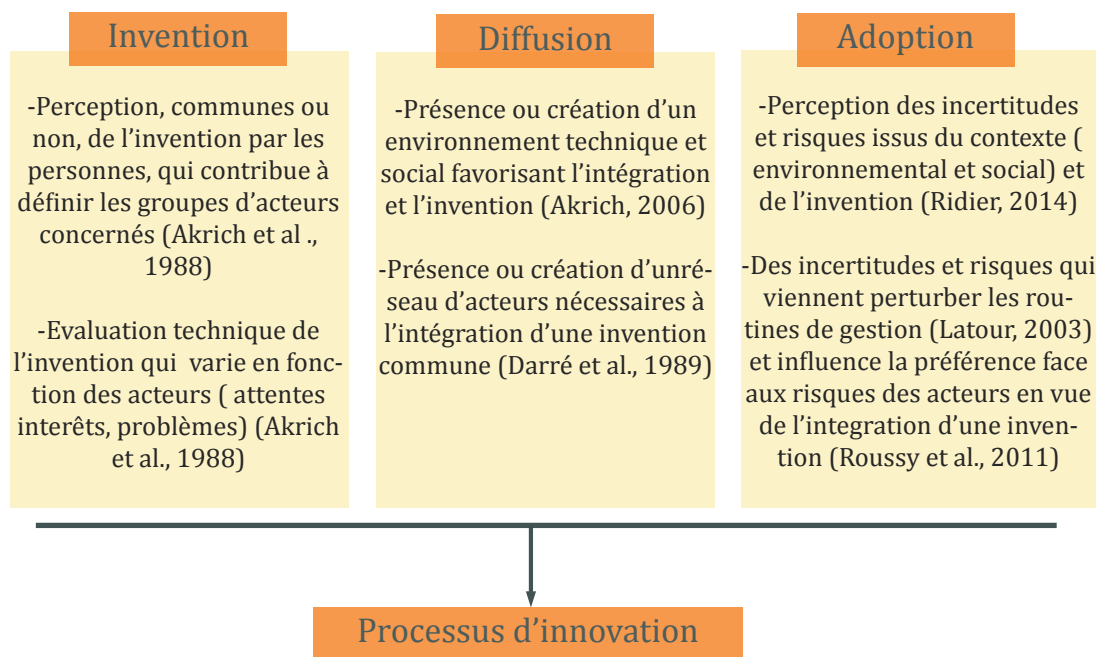 Invention
-Perception, communes ou
non, de l’invention par les
personnes, qui contribue à
définir les groupes d’acteurs
concernés (Akrich et al .,
1988)
-Evaluation technique de
l’invention qui  varie en fonc-
tion des acteurs ( attentes
interêts, problèmes) (Akrich
et al., 1988)
Diffusion
-Présence ou création d’un
environnement technique et
social favorisant l’intégration
et l’invention (Akrich, 2006)
-Présence ou création d’unré-
seau d’acteurs nécessaires à
l’intégration d’une invention
commune (Darré et al., 1989)
Adoption
-Perception des incertitudes
et risques issus du contexte (
environnemental et social) et
de l’invention (Ridier, 2014)
-Des incertitudes et risques qui
viennent perturber les rou-
tines de gestion (Latour, 2003)
et influence la préférence face
aux risques des acteurs en vue
de l’integration d’une inven-
tion (Roussy et al., 2011)
Processus d’innovation